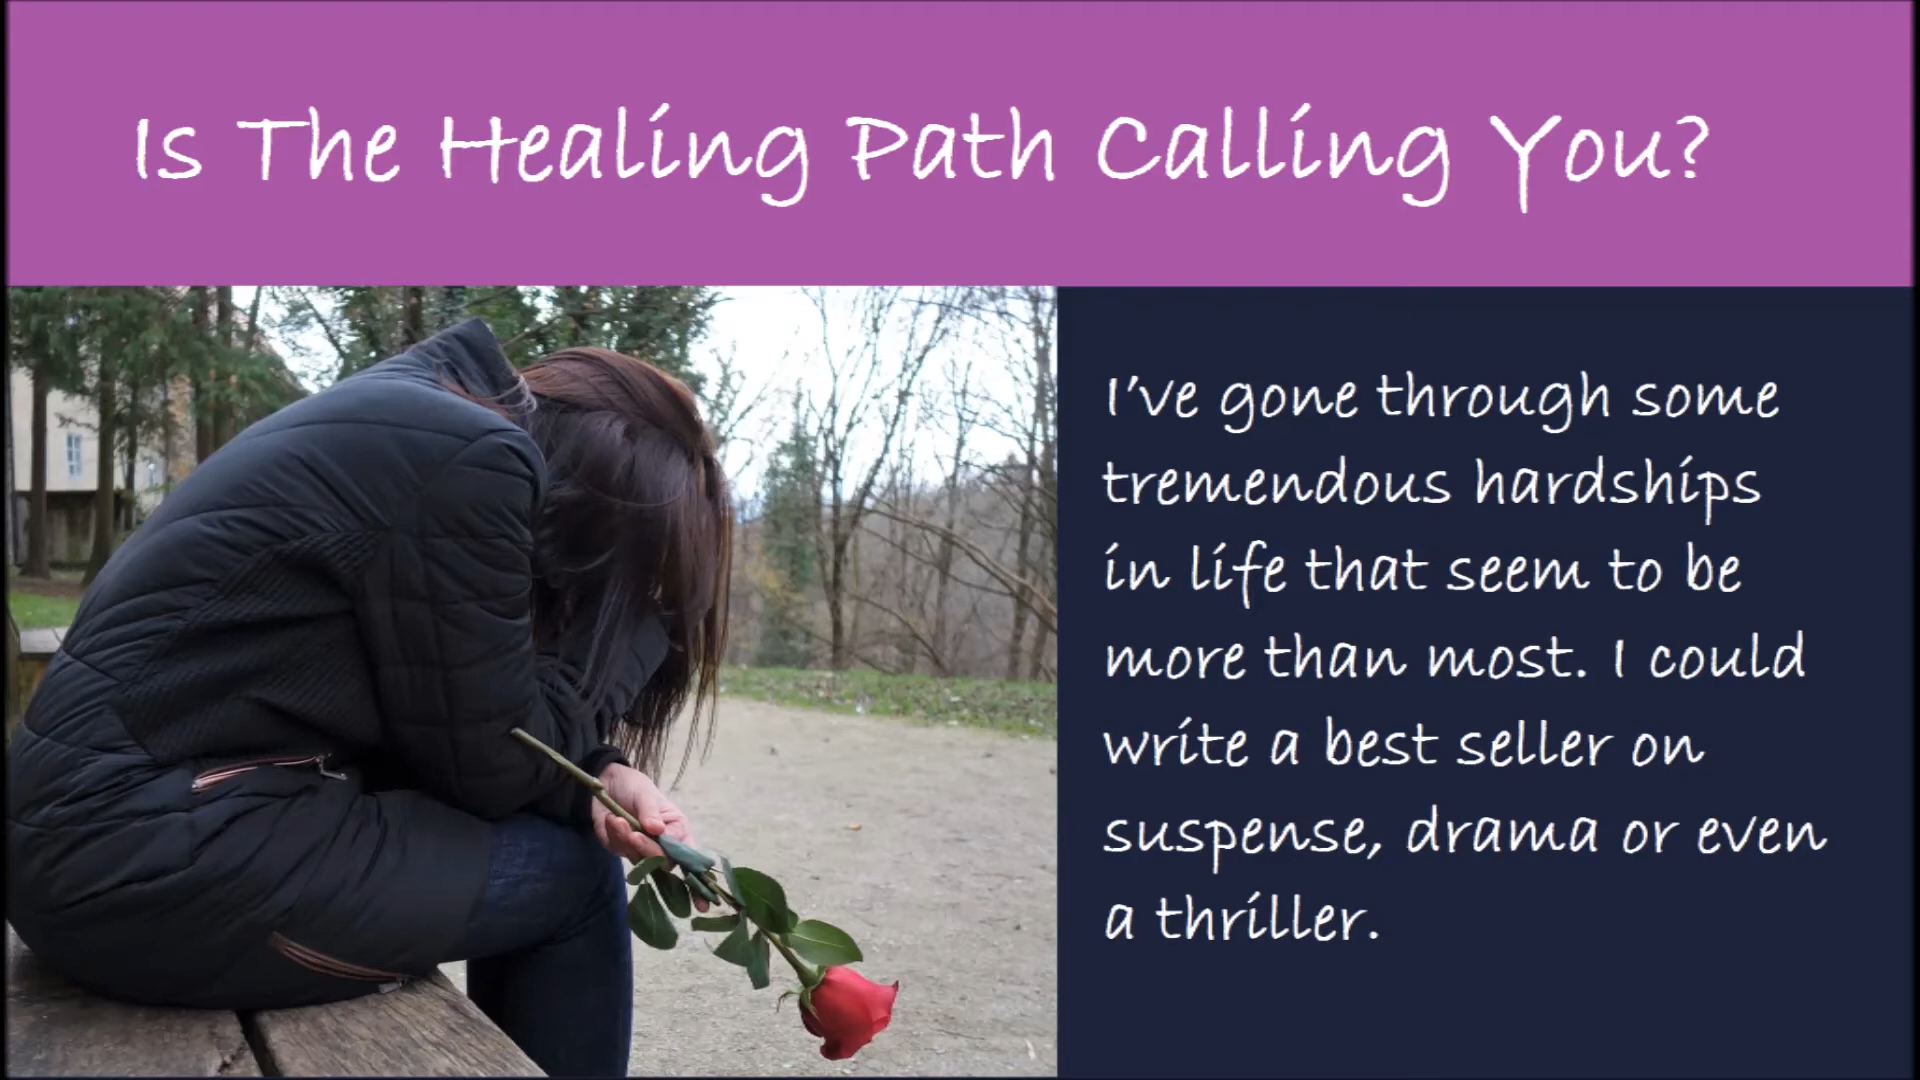 Is The Healing Path Calling You?
I've gone through some
tremendous hardships
in life that seem to be
more than most. I could
write a best seller on
suspense, drama or even
a thriller.